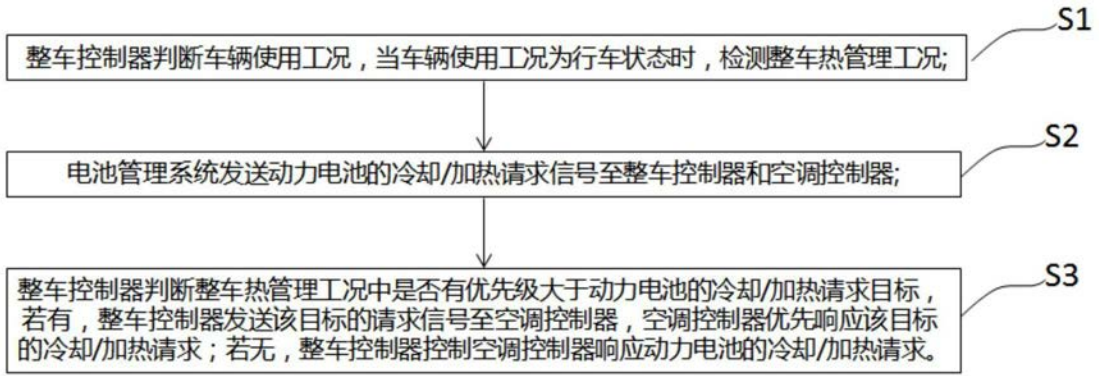 S1
整车控制器判断车辆使用工况，当车辆使用工况为行车状态时，检测整车热管理工况;
S2
电池管理系统发送动力电池的冷却/加热请求信号至整车控制器和空调控制器;
S3
整车控制器判断整车热管理工况中是否有优先级大于动力电池的冷却/加热请求目标，
若有，整车控制器发送该目标的请求信号至空调控制器，空调控制器优先响应该目标
的冷却/加热请求；若无，整车控制器控制空调控制器响应动力电池的冷却/加热请求。